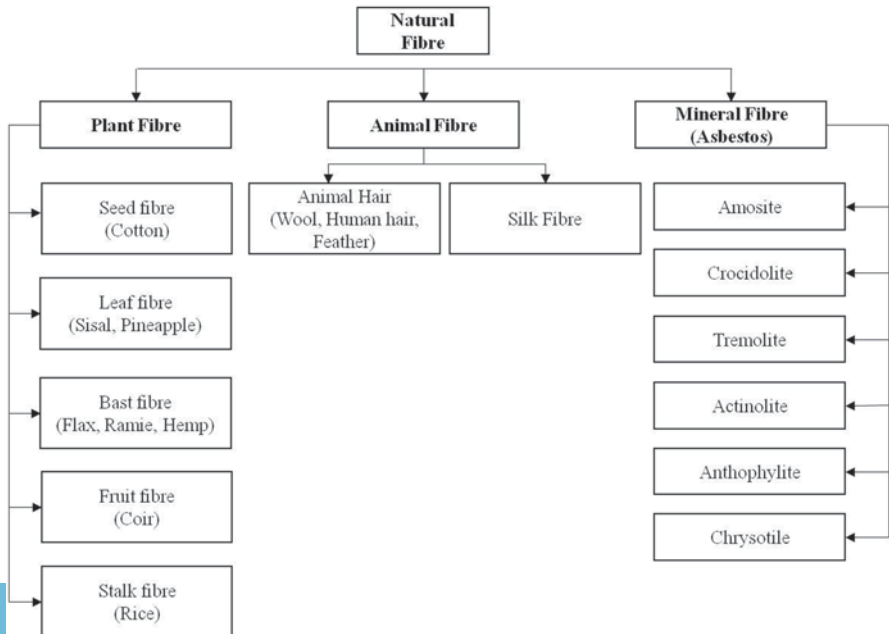 Natural
Fibre
Plant Fibre
Animal Fibre
Mineral Fibre
(Asbestos)
Seed fibre
(Cotton)
Leaf fibre
(Sisal, Pineapple)
Bast fibre
(Flax, Ramie, Hemp)
Fruit fibre
(Coir)
Stalk fibre
(Rice)
Animal Hair
(Wool, Human hair,
Feather)
Silk Fibre
Amosite
Crocidolite
Tremolite
Actinolite
Anthophylite
Chrysotile